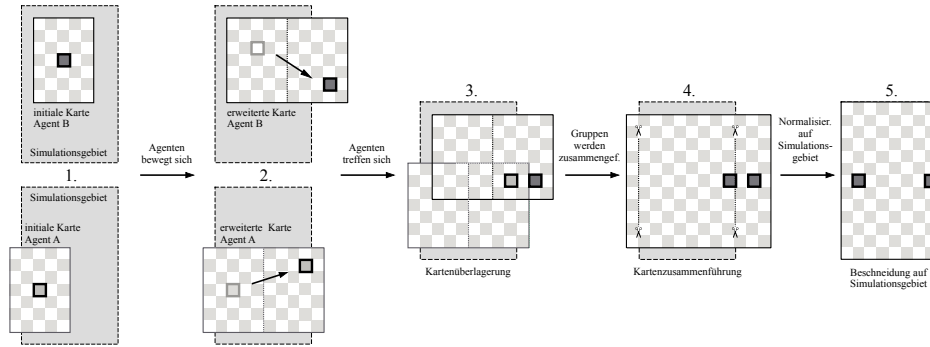 initiale Karte
Agent B
Simulationsgebiet
1.
Simulationsgebiet
initiale Karte
Agent A
Agenten
bewegt sich
erweiterte Karte
Agent B
2.
erweiterte Karte
Agent A
Agenten
treffen sich
3.
Kartenüberlagerung
Gruppen
werden
zusammengef.
4.
Kartenzusammenführung
Normalisier.
auf
Simulations-
gebiet
5.
Beschneidung auf
Simulationsgebiet